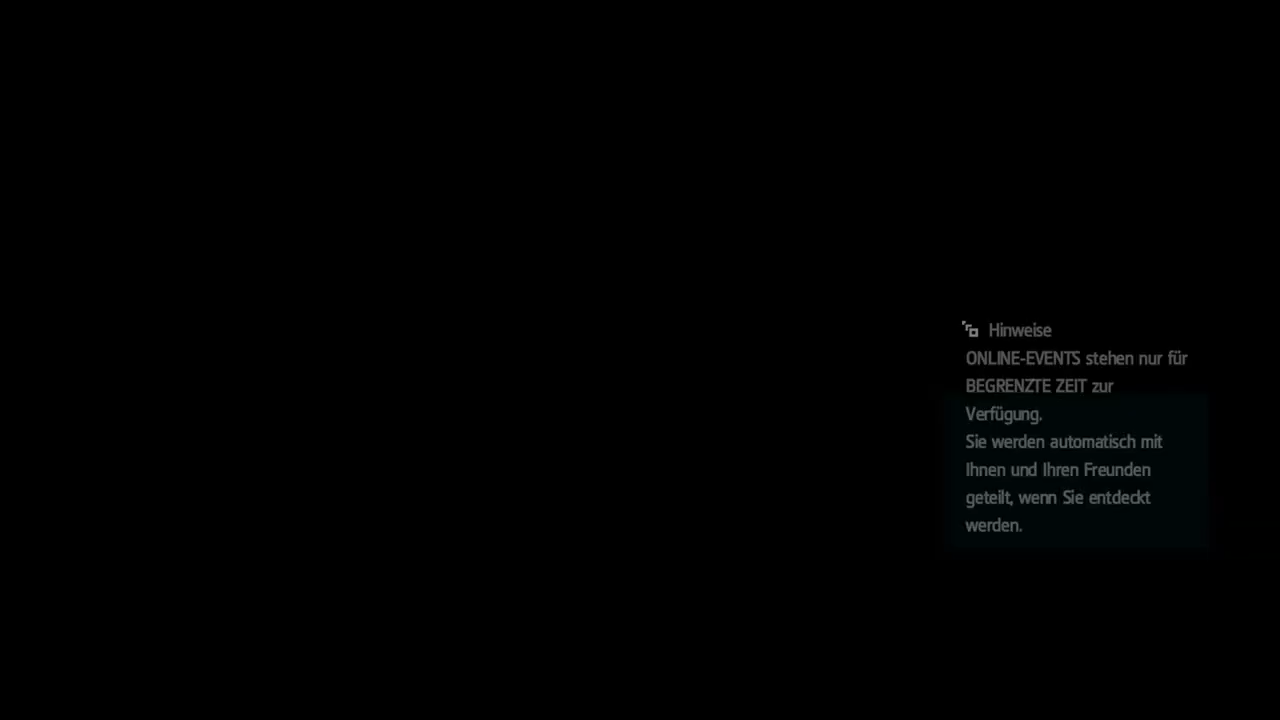 Hinweise
ONLINE-EVENTS stehen nur für
BEGRENZTE ZEIT zur
Verfügung.
Sie werden automatisch mit
Ihnen und Ihren Freunden
geteilt, wenn Sie entdeckt
werden.